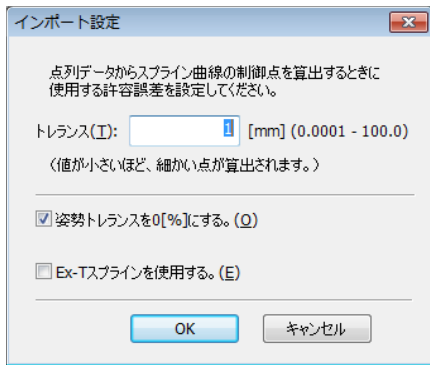 インポート設定
点列データからスプライン曲線の制御点を算出するときに
使用する許容誤差を設定してください。
トレランス(T): 1 [mm] (0.0001 - 100.0)
(値が小さいほど、細かい点が算出されます。)
姿勢トレランスを0[%]にする。(O)
Ex-Tスプラインを使用する。(E)
OK キャンセル